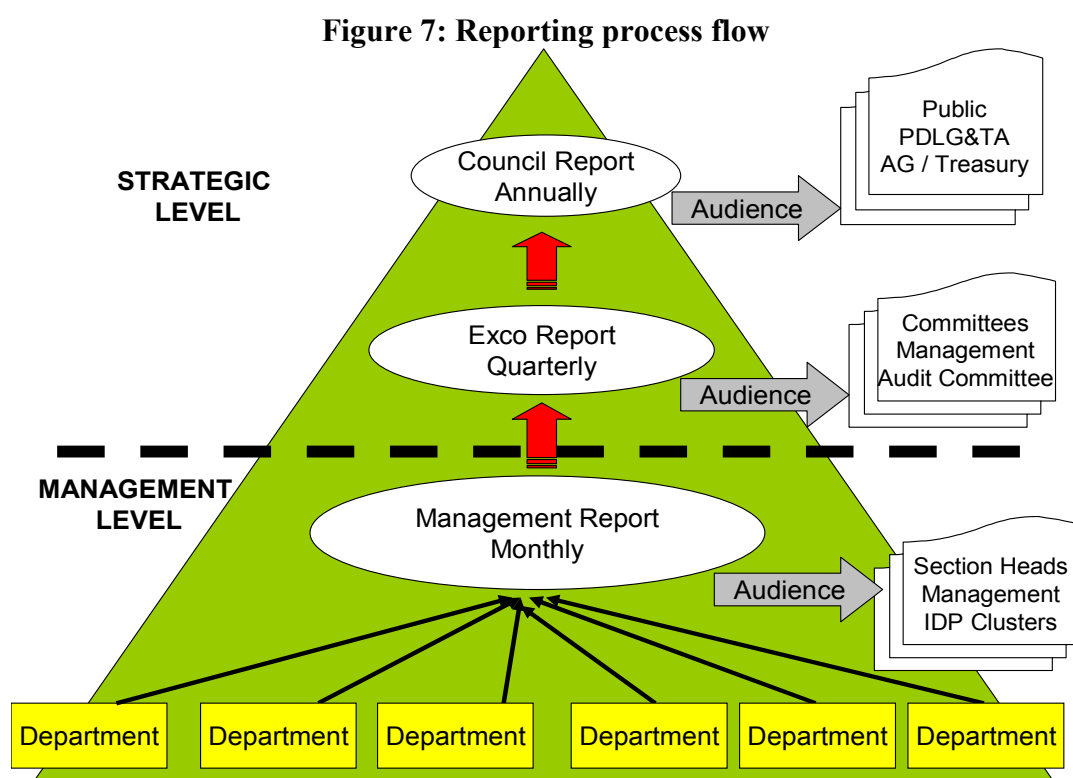 Figure 7: Reporting process flow
Public
PDLG&TA
AG / Treasury
Council Report
Annually
STRATEGIC
LEVEL
Audience
Exco Report
Quarterly
Committees
Management
Audit Committee
Audience
MANAGEMENT
LEVEL
Management Report
Monthly
Section Heads
Management
IDP Clusters
Audience
Department
Department
Department
Department
Department
Department